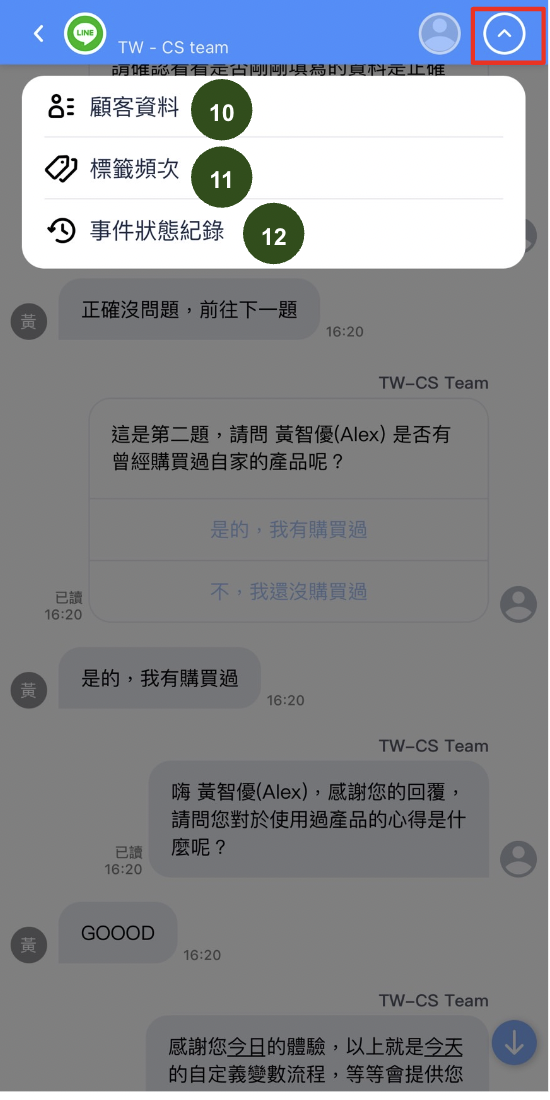 LINE
TW - CS team
請確認看看是否剛剛填寫的資料是正確
顧客資料 10
標籤頻次 11
事件狀態紀錄 12
黃
正確沒問題，前往下一題
16:20
TW-CS Team
這是第二題，請問 黃智優(Alex) 是否有
曾經購買過自家的產品呢？
是的，我有購買過
不，我還沒購買過
已讀
16:20
黃
是的，我有購買過
16:20
TW-CS Team
嗨 黃智優(Alex)，感謝您的回覆，
請問您對於使用過產品的心得是什
麼呢？
已讀
16:20
黃
GOOOD
16:20
TW-CS Team
感謝您今日的體驗，以上就是今天
的自定義變數流程，等等會提供您